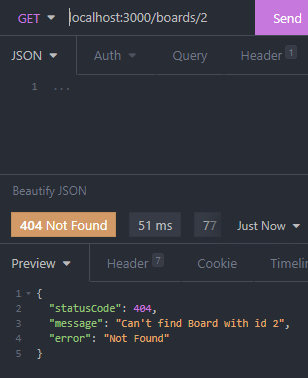 GET localhost:3000/boards/2 Send
JSON Auth Query Header 1
1 ...
Beautify JSON
404 Not Found 51 ms 77 Just Now
Preview Header 7 Cookie Timelin
1 {
2 "statusCode": 404,
3 "message": "Can't find Board with id 2",
4 "error": "Not Found"
5 }